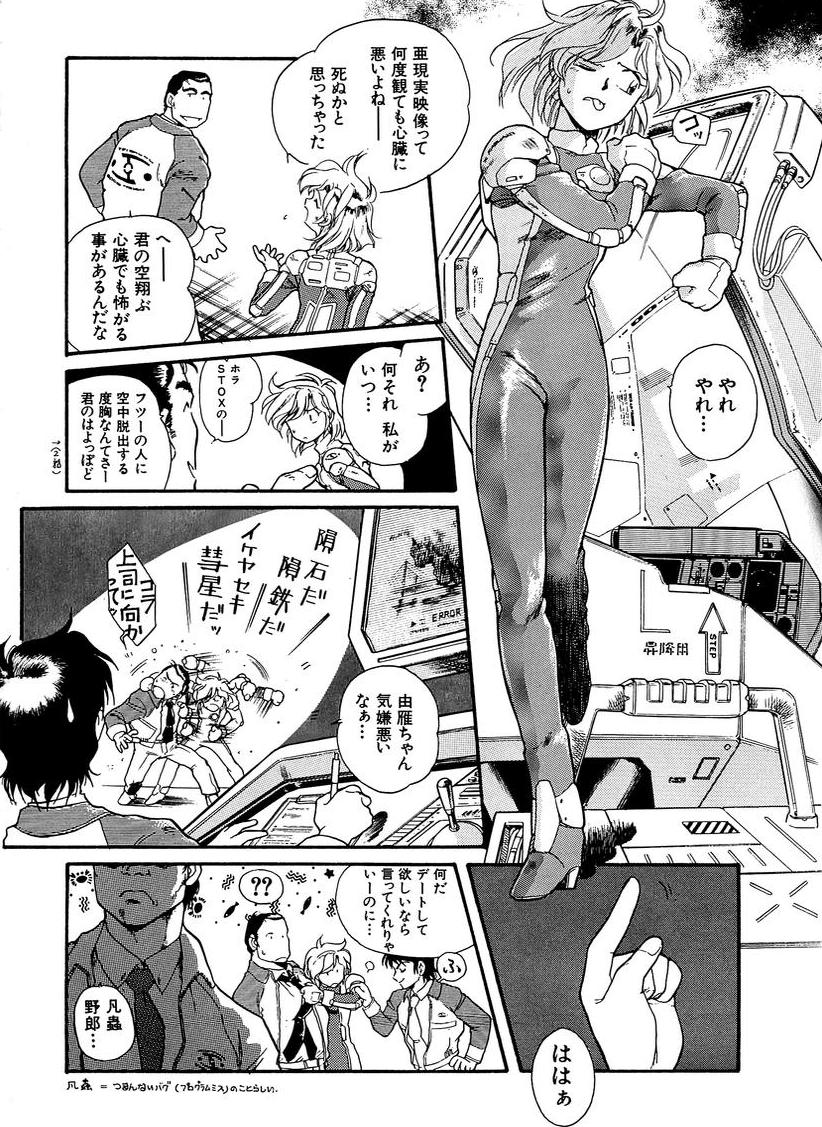 コッ
やれ
やれ…
昇降用
STEP
亜現実映像って
何度観ても心臓に
悪いよね──
死ぬかと
思っちゃった
へ──
君の空翔ぶ
心臓でも怖がる
事があるんだな
あ?
何それ 私が
いつ…
ホラ
STOXの──
フツーの人に
空中脱出する
度胸なんてさー
君のはよっぽど
隕石だ
隕鉄だ
イケヤセキ
彗星だッ
コラ
上司に向か
って
ERROR
由雁ちゃん
気嫌悪い
なぁ…
ははぁ
何だ
デートして
欲しいなら
言ってくれりゃ
いーのに…
ふ
??
凡蟲
野郎…
凡蟲 = つまんないバグ(プログラムミス)のことらしい.